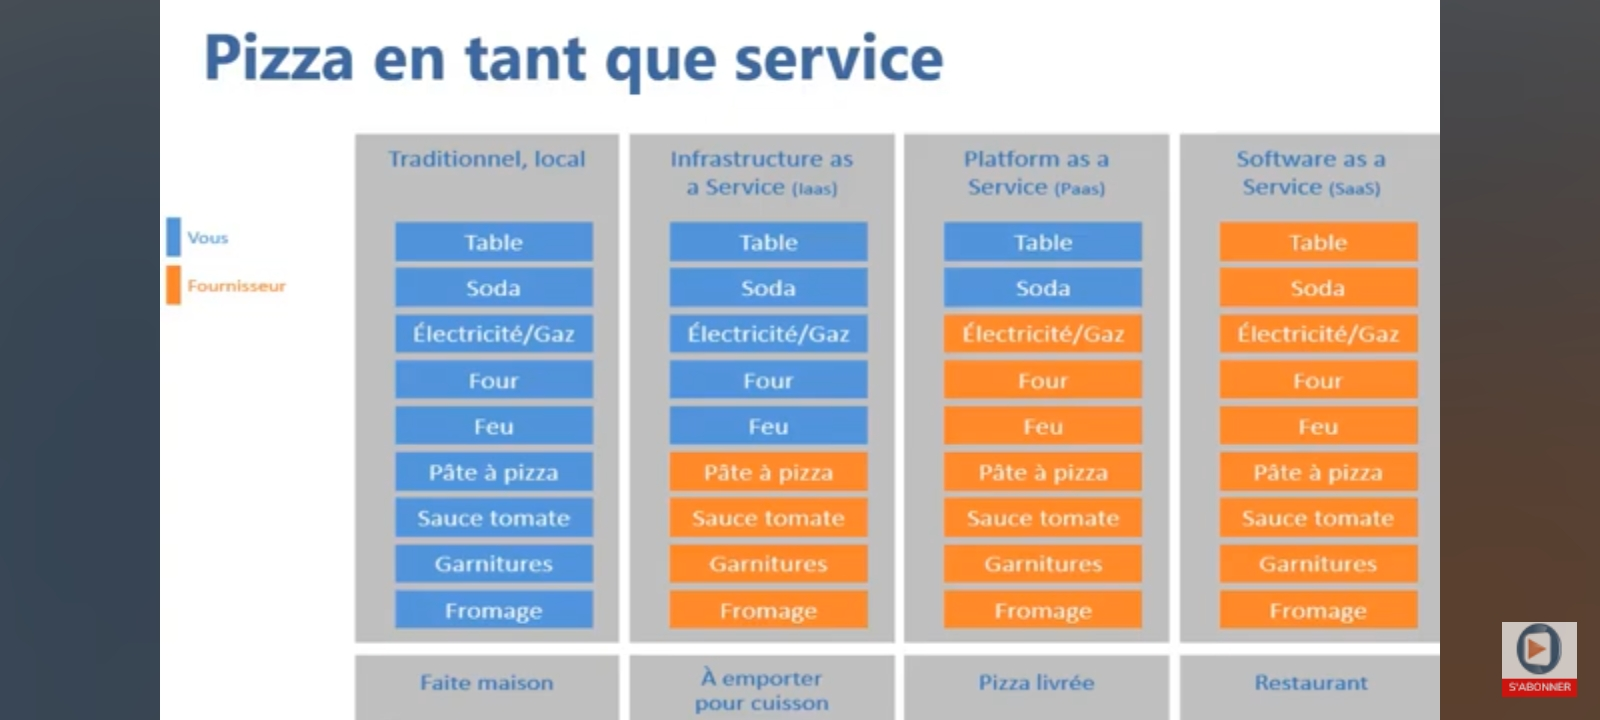 Pizza en tant que service
Vous
Fournisseur
Traditionnel, local
Table
Soda
Électricité/Gaz
Four
Feu
Pâte à pizza
Sauce tomate
Garnitures
Fromage
Faite maison
Infrastructure as
a Service (Iaas)
Table
Soda
Électricité/Gaz
Four
Feu
Pâte à pizza
Sauce tomate
Garnitures
Fromage
À emporter
pour cuisson
Platform as a
Service (Paas)
Table
Soda
Électricité/Gaz
Four
Feu
Pâte à pizza
Sauce tomate
Garnitures
Fromage
Pizza livrée
Software as a
Service (SaaS)
Table
Soda
Électricité/Gaz
Four
Feu
Pâte à pizza
Sauce tomate
Garnitures
Fromage
Restaurant
S'ABONNER